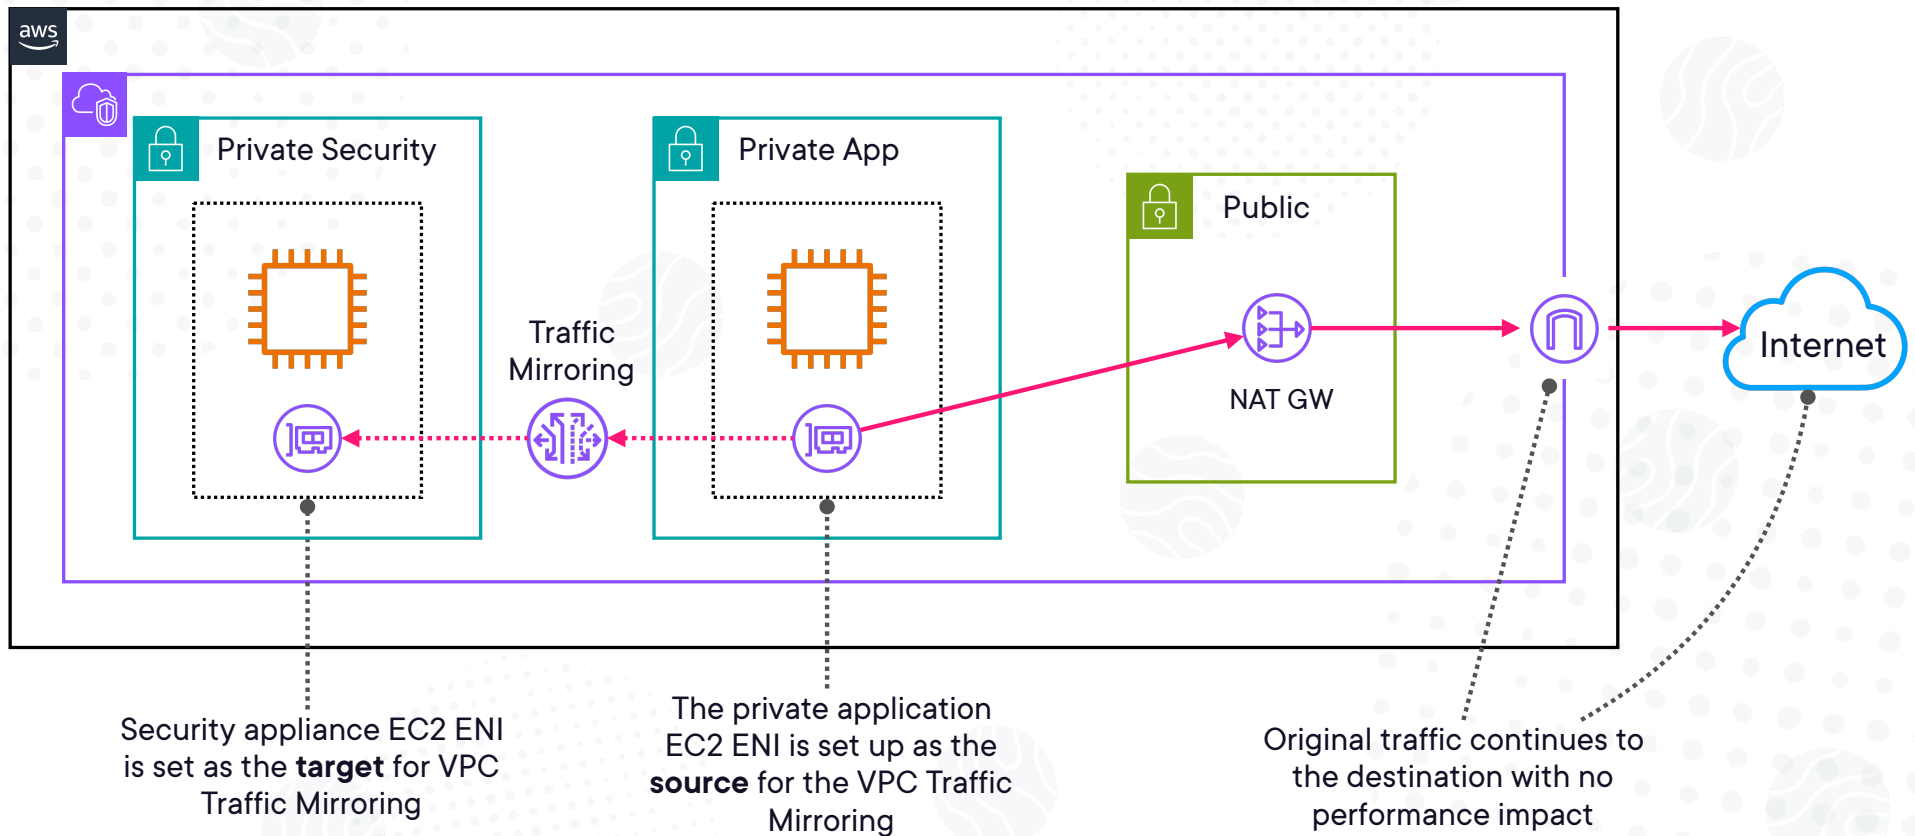 aws
Private Security
Private App
Public
Traffic
Mirroring
NAT GW
Internet
Security appliance EC2 ENI
is set as the target for VPC
Traffic Mirroring
The private application
EC2 ENI is set up as the
source for the VPC Traffic
Mirroring
Original traffic continues to
the destination with no
performance impact